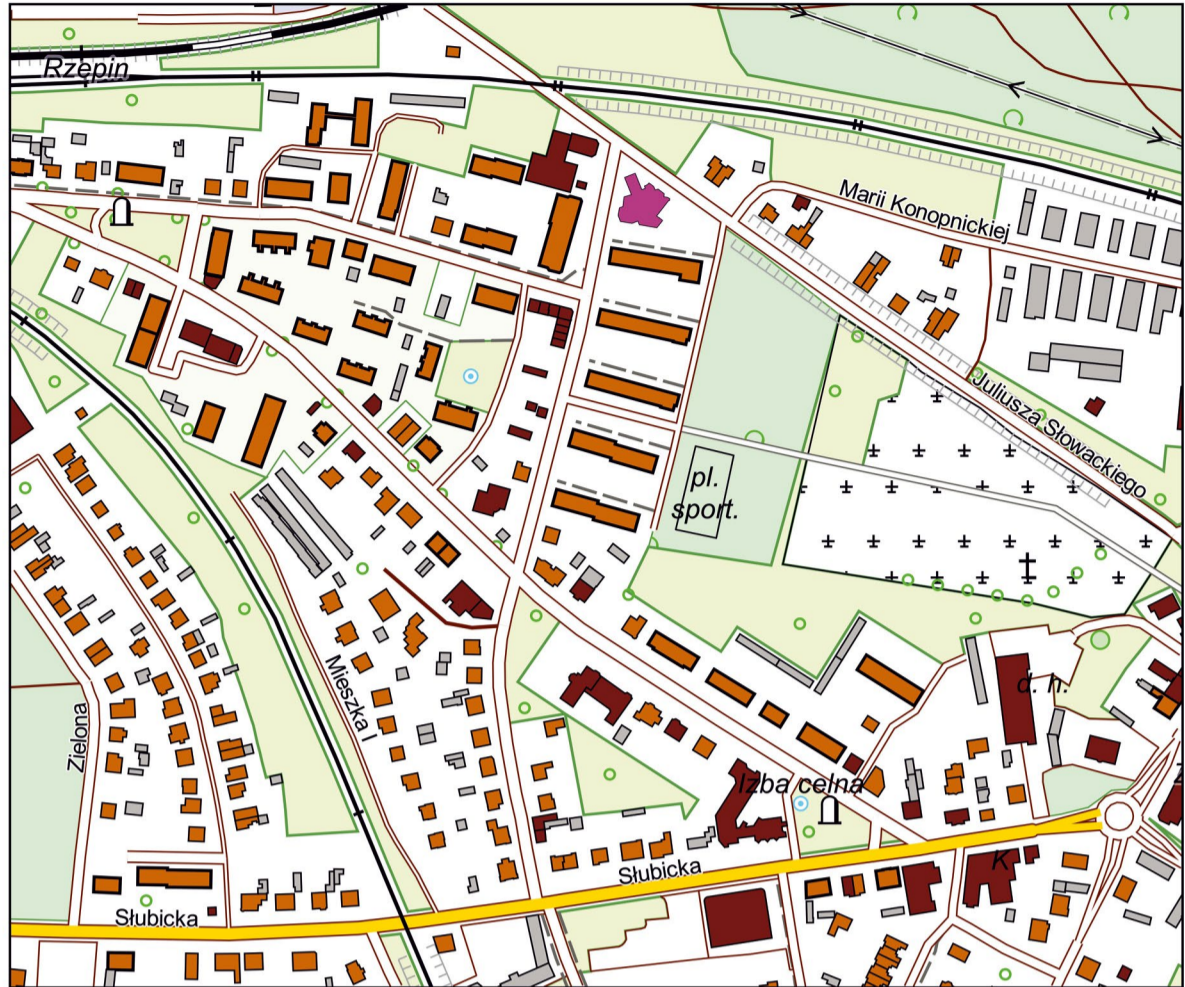 Rzepin
Marii Konopnickiej
Juliusza Słowackiego
pl.
sport.
d. h.
Mieszka I
Zielona
Izba celna
K
Słubicka
Słubicka